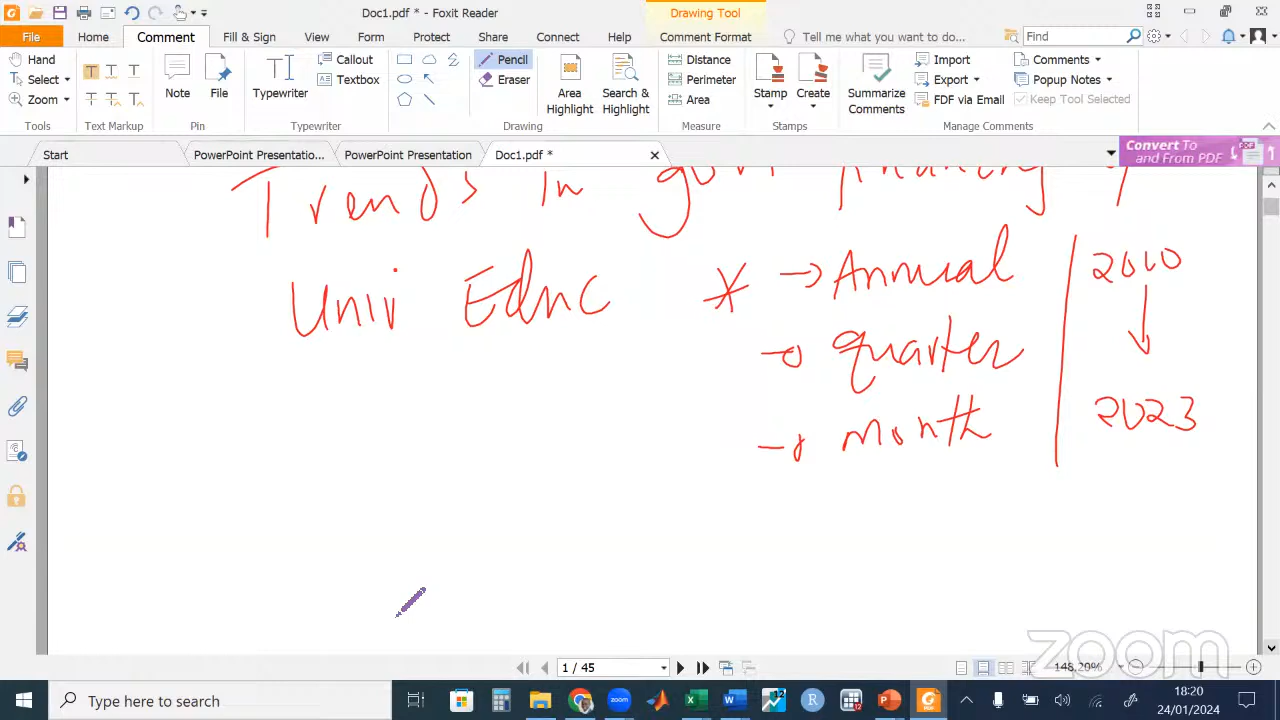 Doc1.pdf * - Foxit Reader
Drawing Tool
File Home Comment Fill & Sign View Form Protect Share Connect Help Comment Format Tell me what you want to do... Find
Hand
Select
Zoom
Tools
Text Markup
Note
File
Pin
Typewriter
Callout
Textbox
Typewriter
Pencil
Eraser
Drawing
Area Highlight
Search & Highlight
Distance
Perimeter
Area
Measure
Stamp
Create
Stamps
Summarize Comments
Import
Export
FDF via Email
Comments
Popup Notes
Keep Tool Selected
Manage Comments
Start PowerPoint Presentatio... PowerPoint Presentation Doc1.pdf *
Convert To
and From PDF
PDF
Trends in govt financing of
Univ Educ * → Annual 2010
→ quarter
→ month 2023
zoom
1 / 45
148.20%
Type here to search
18:20
24/01/2024